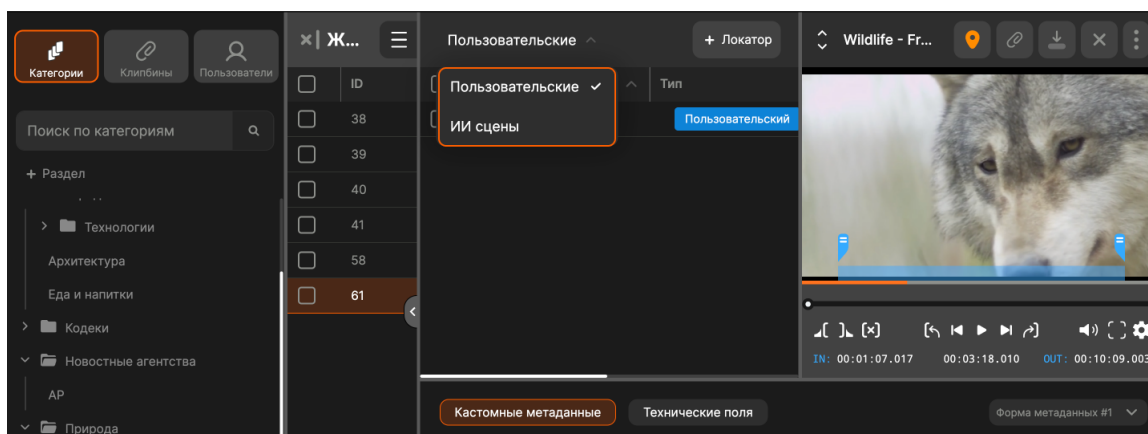 Категории
Клипбины
Пользователи
Поиск по категориям
+ Раздел
Технологии
Архитектура
Еда и напитки
Кодеки
Новостные агентства
AP
Природа
×| Ж...
ID
38
39
40
41
58
61
Пользовательские
+ Локатор
Пользовательские
ИИ сцены
Тип
Пользовательский
Wildlife - Fr...
IN: 00:01:07.017 00:03:18.010 OUT: 00:10:09.003
Кастомные метаданные
Технические поля
Форма метаданных #1